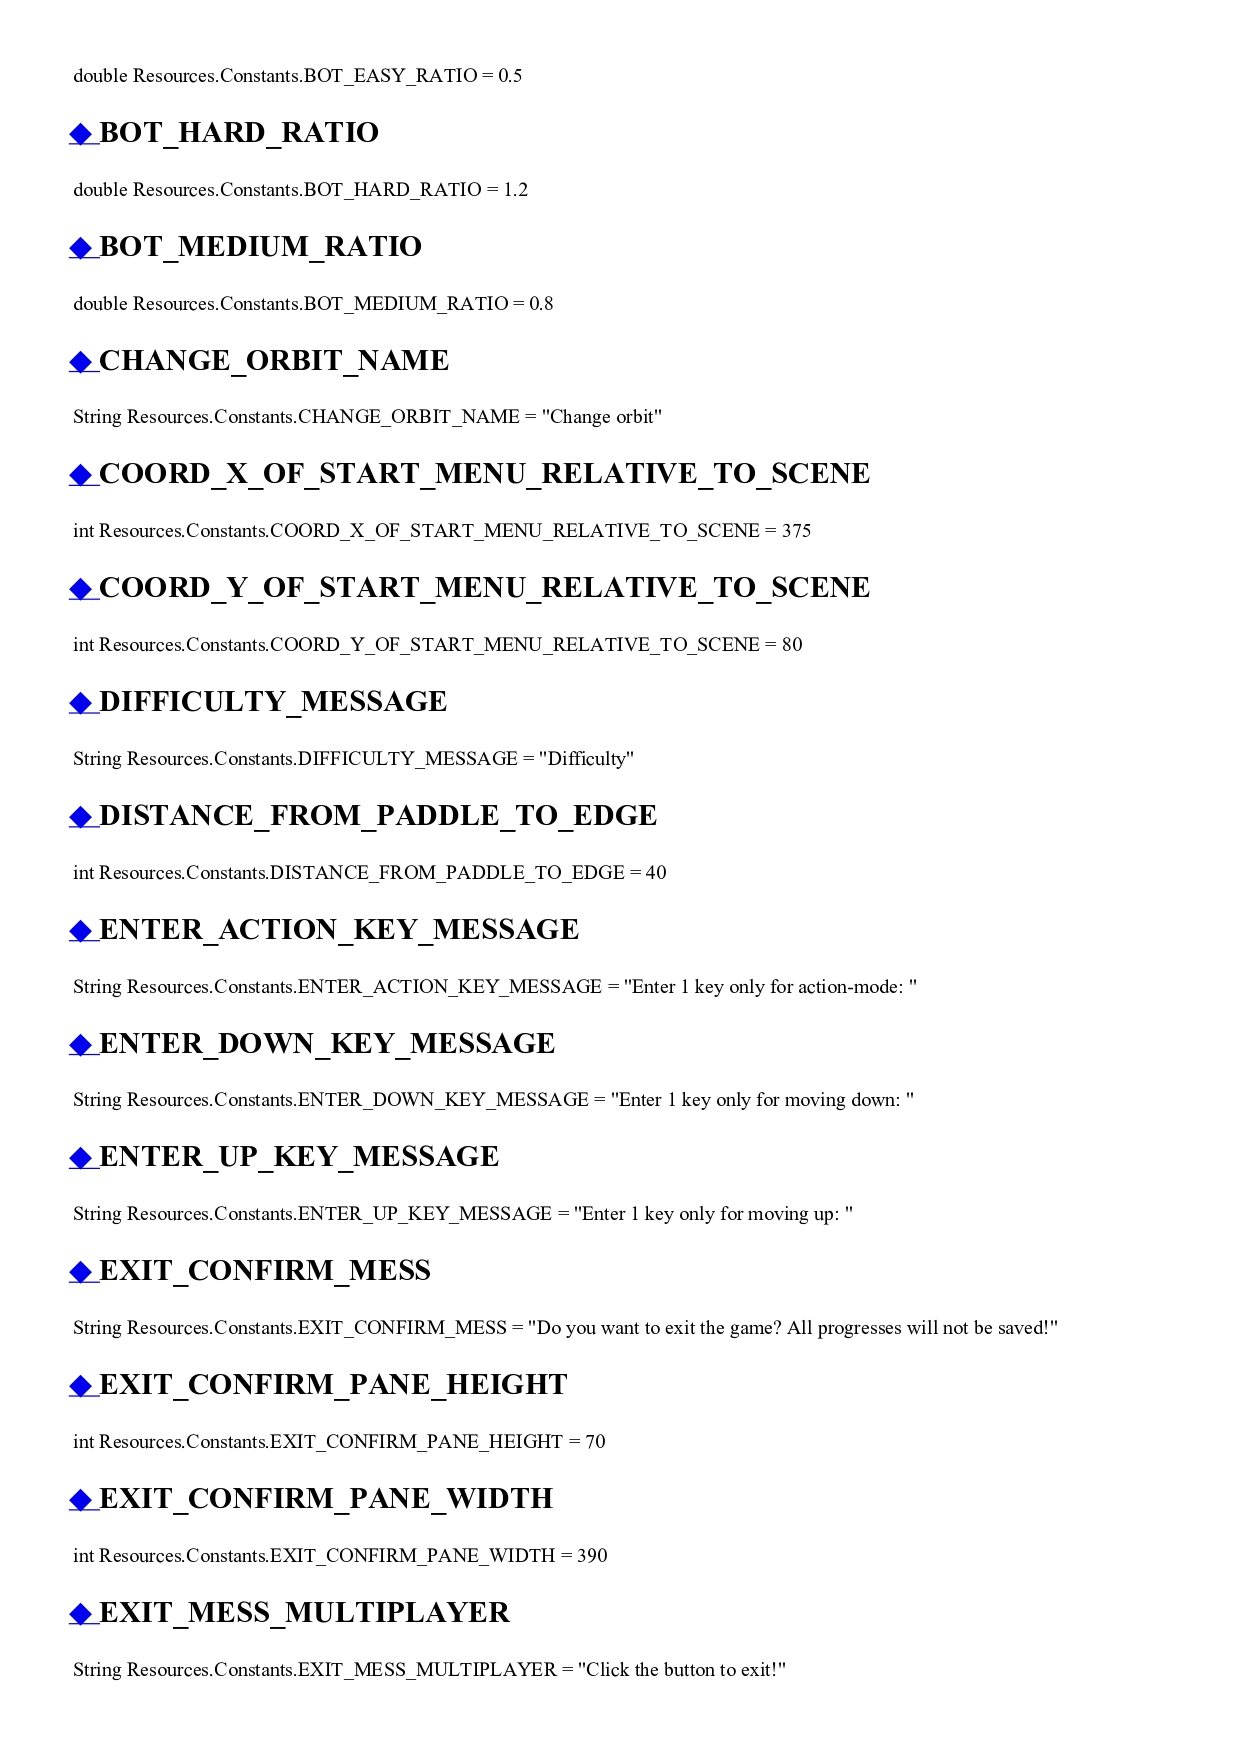 double Resources.Constants.BOT_EASY_RATIO = 0.5
◆ BOT_HARD_RATIO
double Resources.Constants.BOT_HARD_RATIO = 1.2
◆ BOT_MEDIUM_RATIO
double Resources.Constants.BOT_MEDIUM_RATIO = 0.8
◆ CHANGE_ORBIT_NAME
String Resources.Constants.CHANGE_ORBIT_NAME = "Change orbit"
◆ COORD_X_OF_START_MENU_RELATIVE_TO_SCENE
int Resources.Constants.COORD_X_OF_START_MENU_RELATIVE_TO_SCENE = 375
◆ COORD_Y_OF_START_MENU_RELATIVE_TO_SCENE
int Resources.Constants.COORD_Y_OF_START_MENU_RELATIVE_TO_SCENE = 80
◆ DIFFICULTY_MESSAGE
String Resources.Constants.DIFFICULTY_MESSAGE = "Difficulty"
◆ DISTANCE_FROM_PADDLE_TO_EDGE
int Resources.Constants.DISTANCE_FROM_PADDLE_TO_EDGE = 40
◆ ENTER_ACTION_KEY_MESSAGE
String Resources.Constants.ENTER_ACTION_KEY_MESSAGE = "Enter 1 key only for action-mode: "
◆ ENTER_DOWN_KEY_MESSAGE
String Resources.Constants.ENTER_DOWN_KEY_MESSAGE = "Enter 1 key only for moving down: "
◆ ENTER_UP_KEY_MESSAGE
String Resources.Constants.ENTER_UP_KEY_MESSAGE = "Enter 1 key only for moving up: "
◆ EXIT_CONFIRM_MESS
String Resources.Constants.EXIT_CONFIRM_MESS = "Do you want to exit the game? All progresses will not be saved!"
◆ EXIT_CONFIRM_PANE_HEIGHT
int Resources.Constants.EXIT_CONFIRM_PANE_HEIGHT = 70
◆ EXIT_CONFIRM_PANE_WIDTH
int Resources.Constants.EXIT_CONFIRM_PANE_WIDTH = 390
◆ EXIT_MESS_MULTIPLAYER
String Resources.Constants.EXIT_MESS_MULTIPLAYER = "Click the button to exit!"